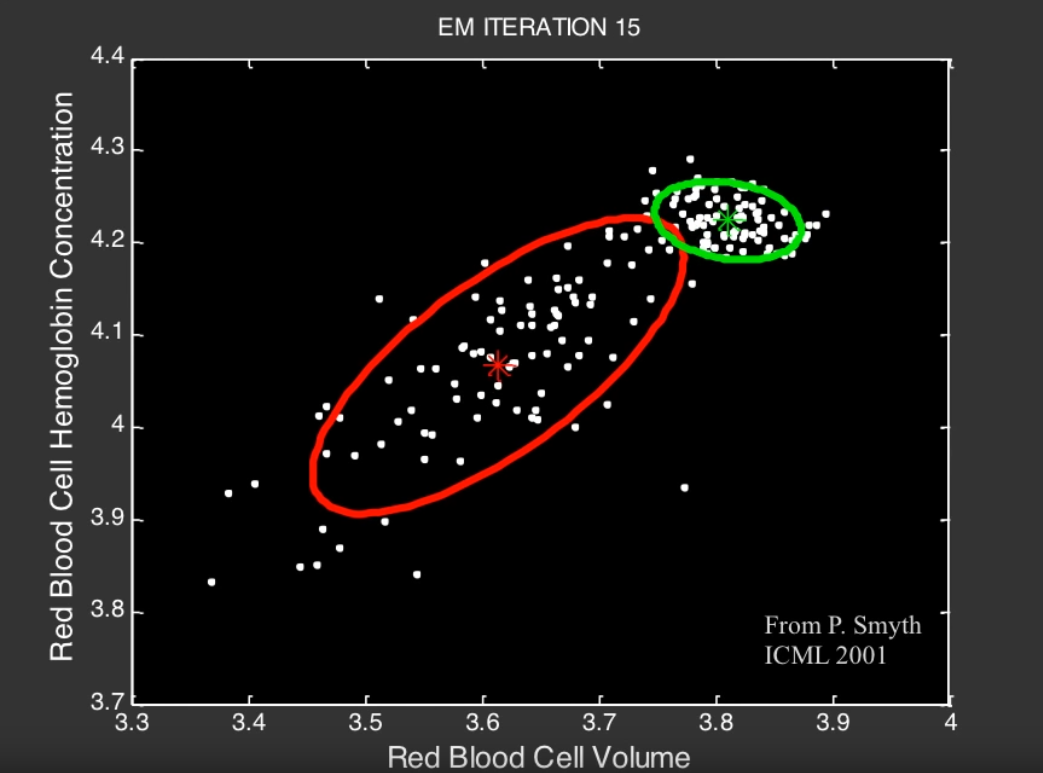 EM ITERATION 15
4.4
4.3
4.2
4.1
4
3.9
3.8
3.7
Red Blood Cell Hemoglobin Concentration
From P. Smyth
ICML 2001
3.3 3.4 3.5 3.6 3.7 3.8 3.9 4
Red Blood Cell Volume